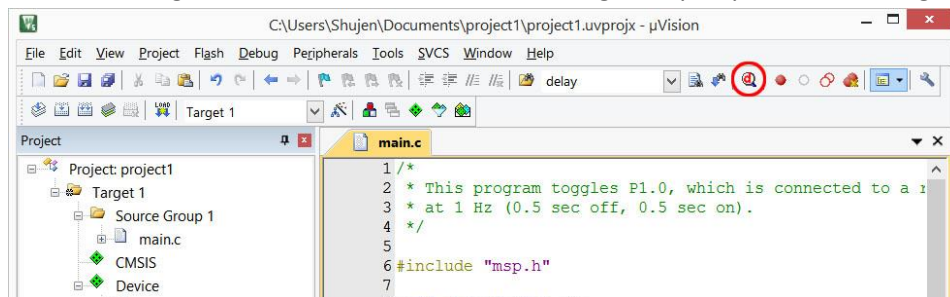 C:\Users\Shujen\Documents\project1\project1.uvprojx - µVision
File Edit View Project Flash Debug Peripherals Tools SVCS Window Help
delay
LOAD Target 1
Project
main.c
Project: project1
Target 1
Source Group 1
main.c
CMSIS
Device
1 /*
2 * This program toggles P1.0, which is connected to a
3 * at 1 Hz (0.5 sec off, 0.5 sec on).
4 */
5
6 #include "msp.h"
7